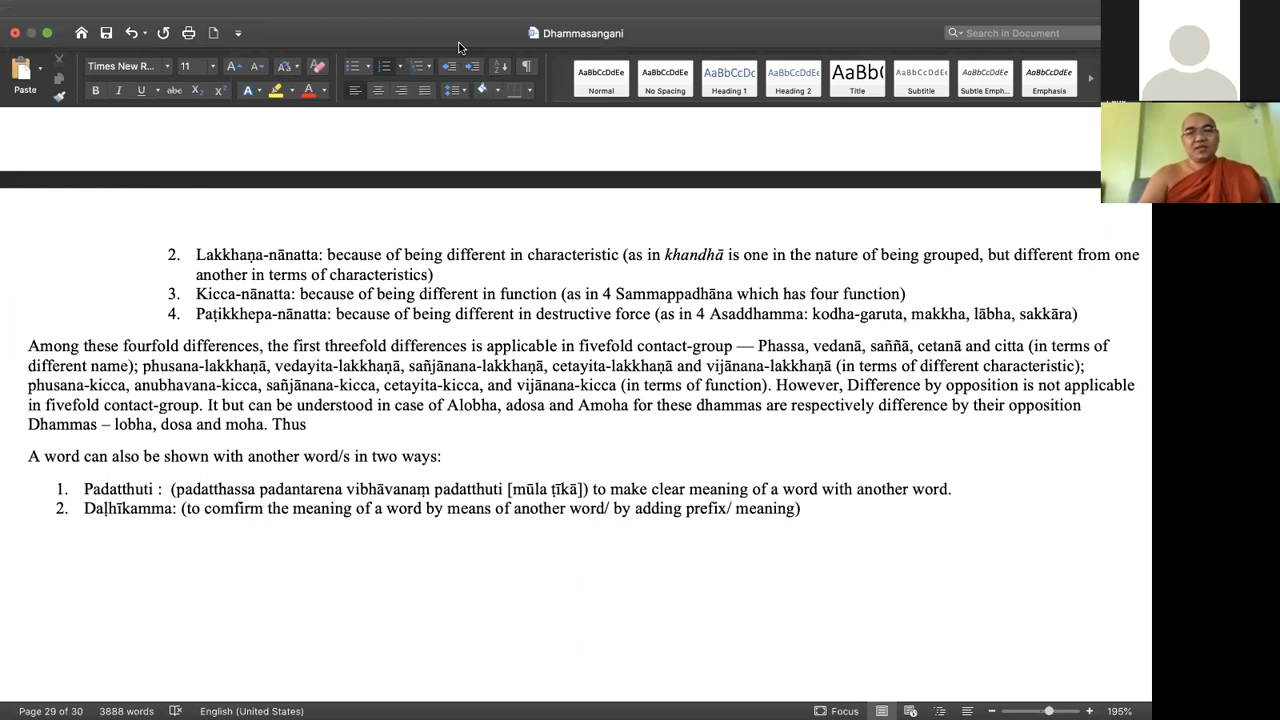 Dhammasangani
Search in Document
Times New R... 11
Paste
AaBbCcDdEe AaBbCcDdEe AaBbCcDc AaBbCcDdEe AaBb( AaBbCcDdEe AaBbCcDdEe AaBbCcDdEe
Normal No Spacing Heading 1 Heading 2 Title Subtitle Subtle Emph... Emphasis
2. Lakkhaṇa-nānatta: because of being different in characteristic (as in khandhā is one in the nature of being grouped, but different from one
another in terms of characteristics)
3. Kicca-nānatta: because of being different in function (as in 4 Sammappadhāna which has four function)
4. Paṭikkhepa-nānatta: because of being different in destructive force (as in 4 Asaddhamma: kodha-garuta, makkha, lābha, sakkāra)
Among these fourfold differences, the first threefold differences is applicable in fivefold contact-group — Phassa, vedanā, saññā, cetanā and citta (in terms of
different name); phusana-lakkhaṇā, vedayita-lakkhaṇā, sañjānana-lakkhaṇā, cetayita-lakkhaṇā and vijānana-lakkhaṇā (in terms of different characteristic);
phusana-kicca, anubhavana-kicca, sañjānana-kicca, cetayita-kicca, and vijānana-kicca (in terms of function). However, Difference by opposition is not applicable
in fivefold contact-group. It but can be understood in case of Alobha, adosa and Amoha for these dhammas are respectively difference by their opposition
Dhammas – lobha, dosa and moha. Thus
A word can also be shown with another word/s in two ways:
1. Padatthuti : (padatthassa padantarena vibhāvanaṃ padatthuti [mūla ṭīkā]) to make clear meaning of a word with another word.
2. Daḷhīkamma: (to comfirm the meaning of a word by means of another word/ by adding prefix/ meaning)
Page 29 of 30 3888 words English (United States) Focus 195%